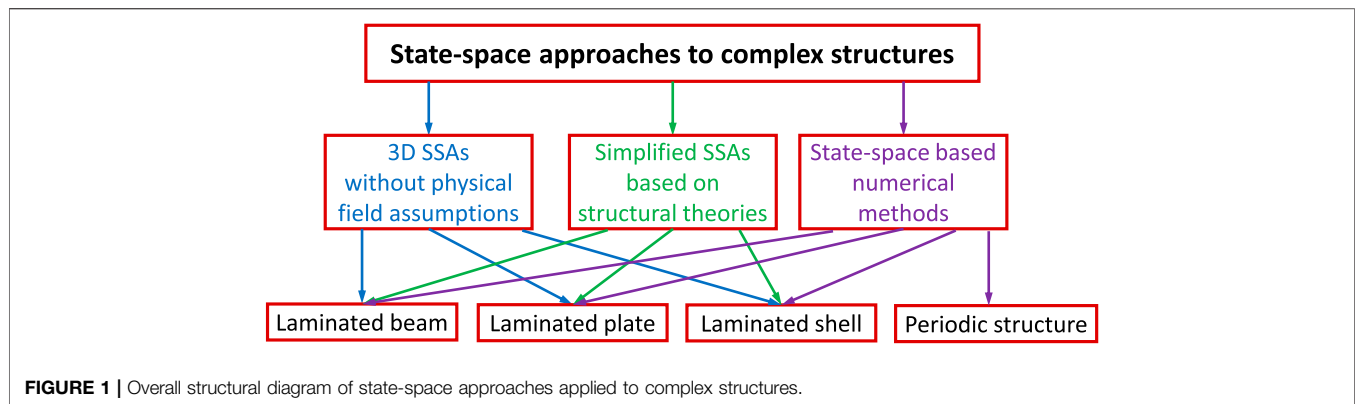 State-space approaches to complex structures
3D SSAs
without physical
field assumptions
Simplified SSAs
based on
structural theories
State-space based
numerical
methods
Laminated beam
Laminated plate
Laminated shell
Periodic structure
FIGURE 1 | Overall structural diagram of state-space approaches applied to complex structures.